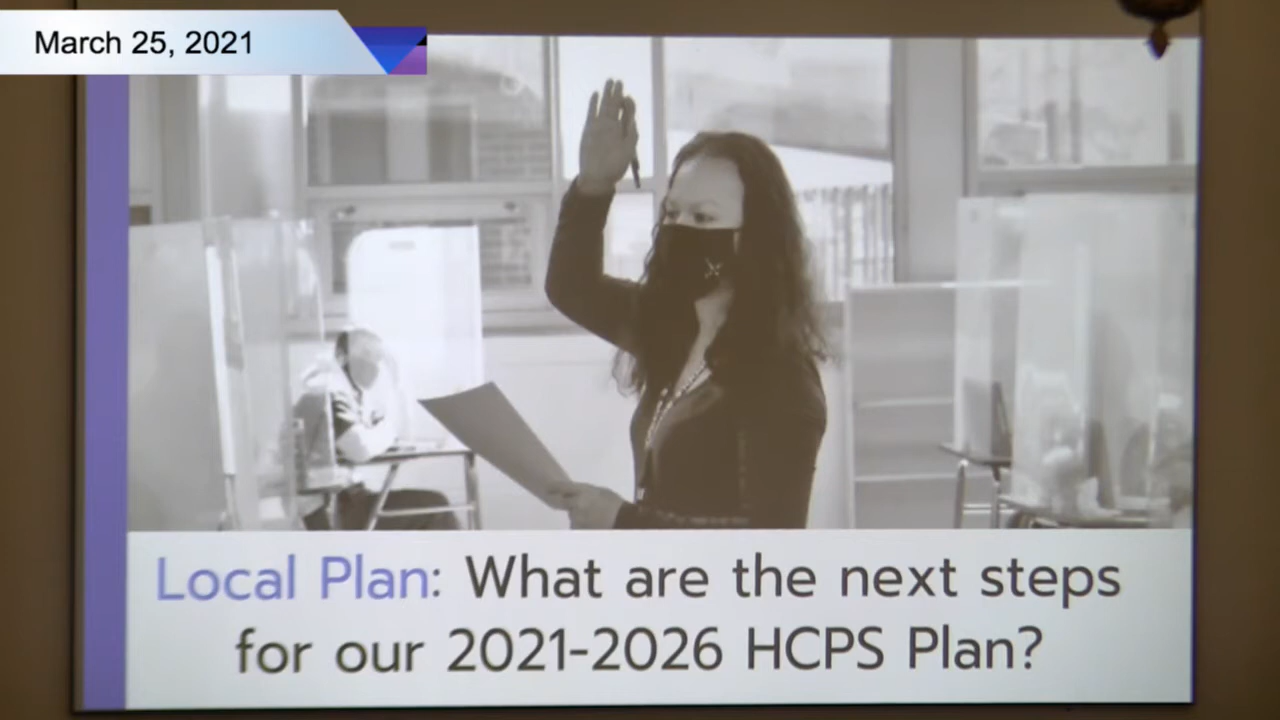 March 25, 2021
Local Plan: What are the next steps
for our 2021-2026 HCPS Plan?